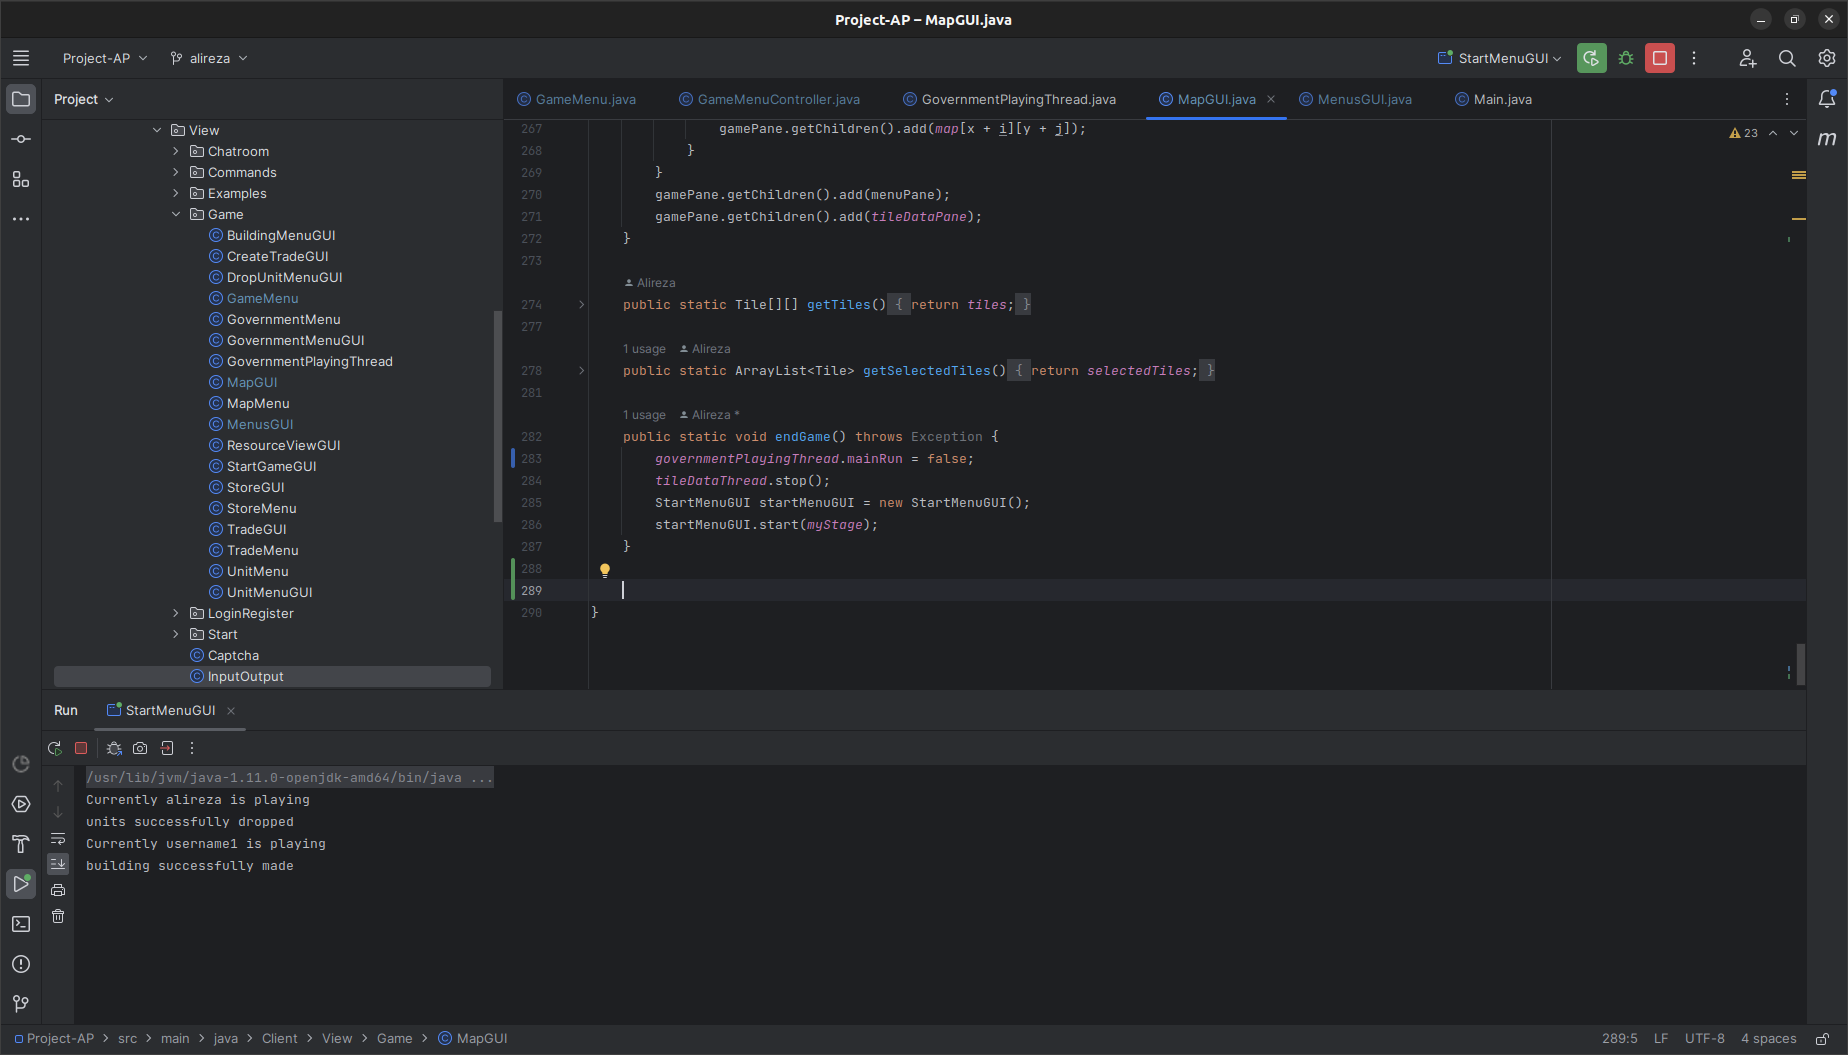 Project-AP – MapGUI.java
Project-AP
alireza
StartMenuGUI
Project
GameMenu.java
GameMenuController.java
GovernmentPlayingThread.java
MapGUI.java
MenusGUI.java
Main.java
View
Chatroom
Commands
Examples
Game
BuildingMenuGUI
CreateTradeGUI
DropUnitMenuGUI
GameMenu
GovernmentMenu
GovernmentMenuGUI
GovernmentPlayingThread
MapGUI
MapMenu
MenusGUI
ResourceViewGUI
StartGameGUI
StoreGUI
StoreMenu
TradeGUI
TradeMenu
UnitMenu
UnitMenuGUI
LoginRegister
Start
Captcha
InputOutput
23
267 gamePane.getChildren().add(map[x + i][y + j]);
268 }
269 }
270 gamePane.getChildren().add(menuPane);
271 gamePane.getChildren().add(tileDataPane);
272 }
273
Alireza
274 public static Tile[][] getTiles() { return tiles; }
277
1 usage Alireza
278 public static ArrayList<Tile> getSelectedTiles() { return selectedTiles; }
281
1 usage Alireza *
282 public static void endGame() throws Exception {
283 governmentPlayingThread.mainRun = false;
284 tileDataThread.stop();
285 StartMenuGUI startMenuGUI = new StartMenuGUI();
286 startMenuGUI.start(myStage);
287 }
288
289
290 }
m
Run
StartMenuGUI
/usr/lib/jvm/java-1.11.0-openjdk-amd64/bin/java ...
Currently alireza is playing
units successfully dropped
Currently username1 is playing
building successfully made
Project-AP > src > main > java > Client > View > Game > MapGUI
289:5 LF UTF-8 4 spaces